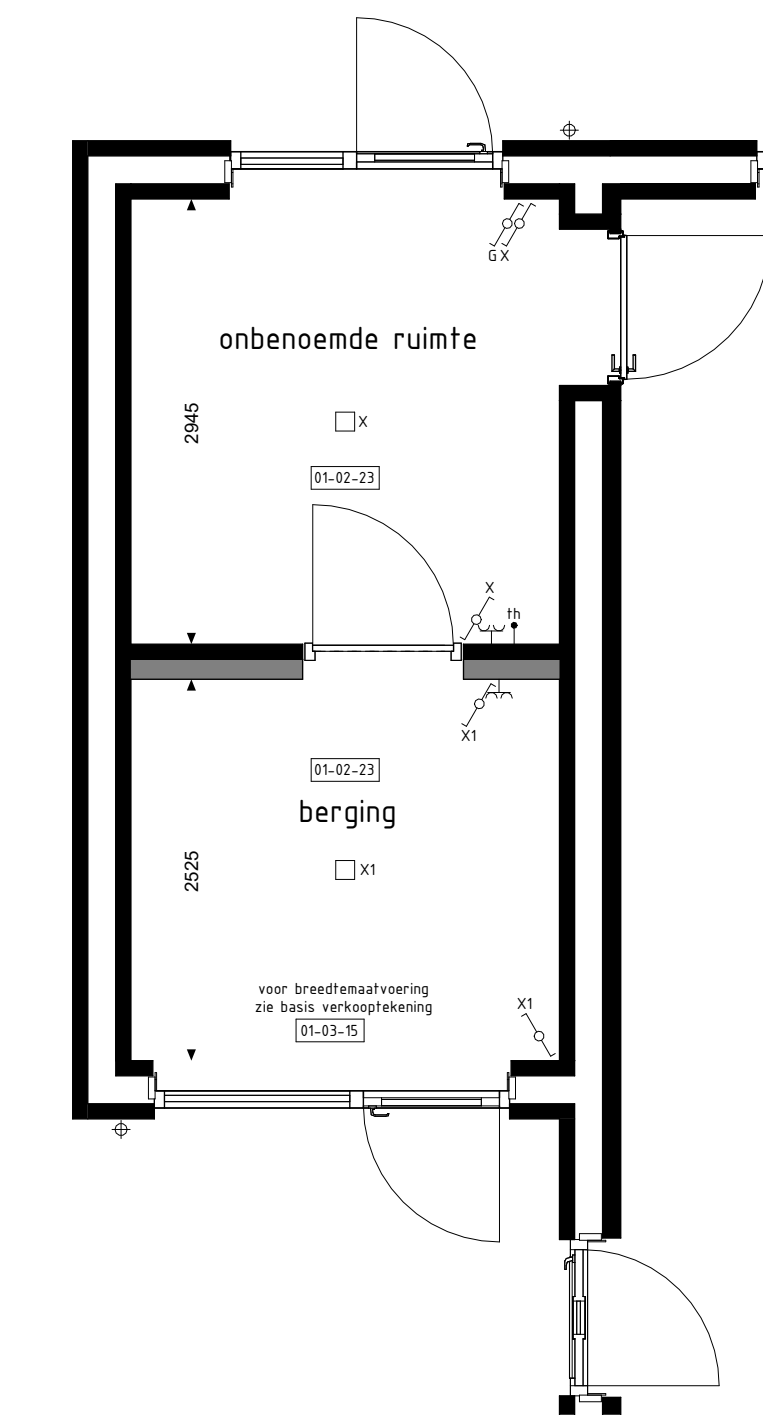 G X
onbenoemde ruimte
2945
X
01-02-23
X
th
X1
01-02-23
berging
2525
X1
voor breedtemaatvoering
zie basis verkooptekening
01-03-15
X1